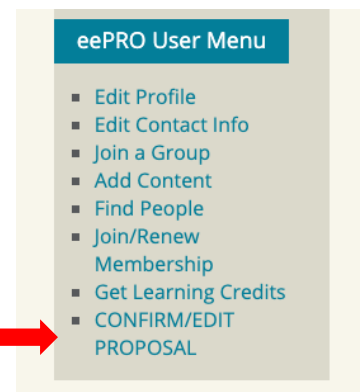 eePRO User Menu
Edit Profile
Edit Contact Info
Join a Group
Add Content
Find People
Join/Renew
Membership
Get Learning Credits
CONFIRM/EDIT
PROPOSAL